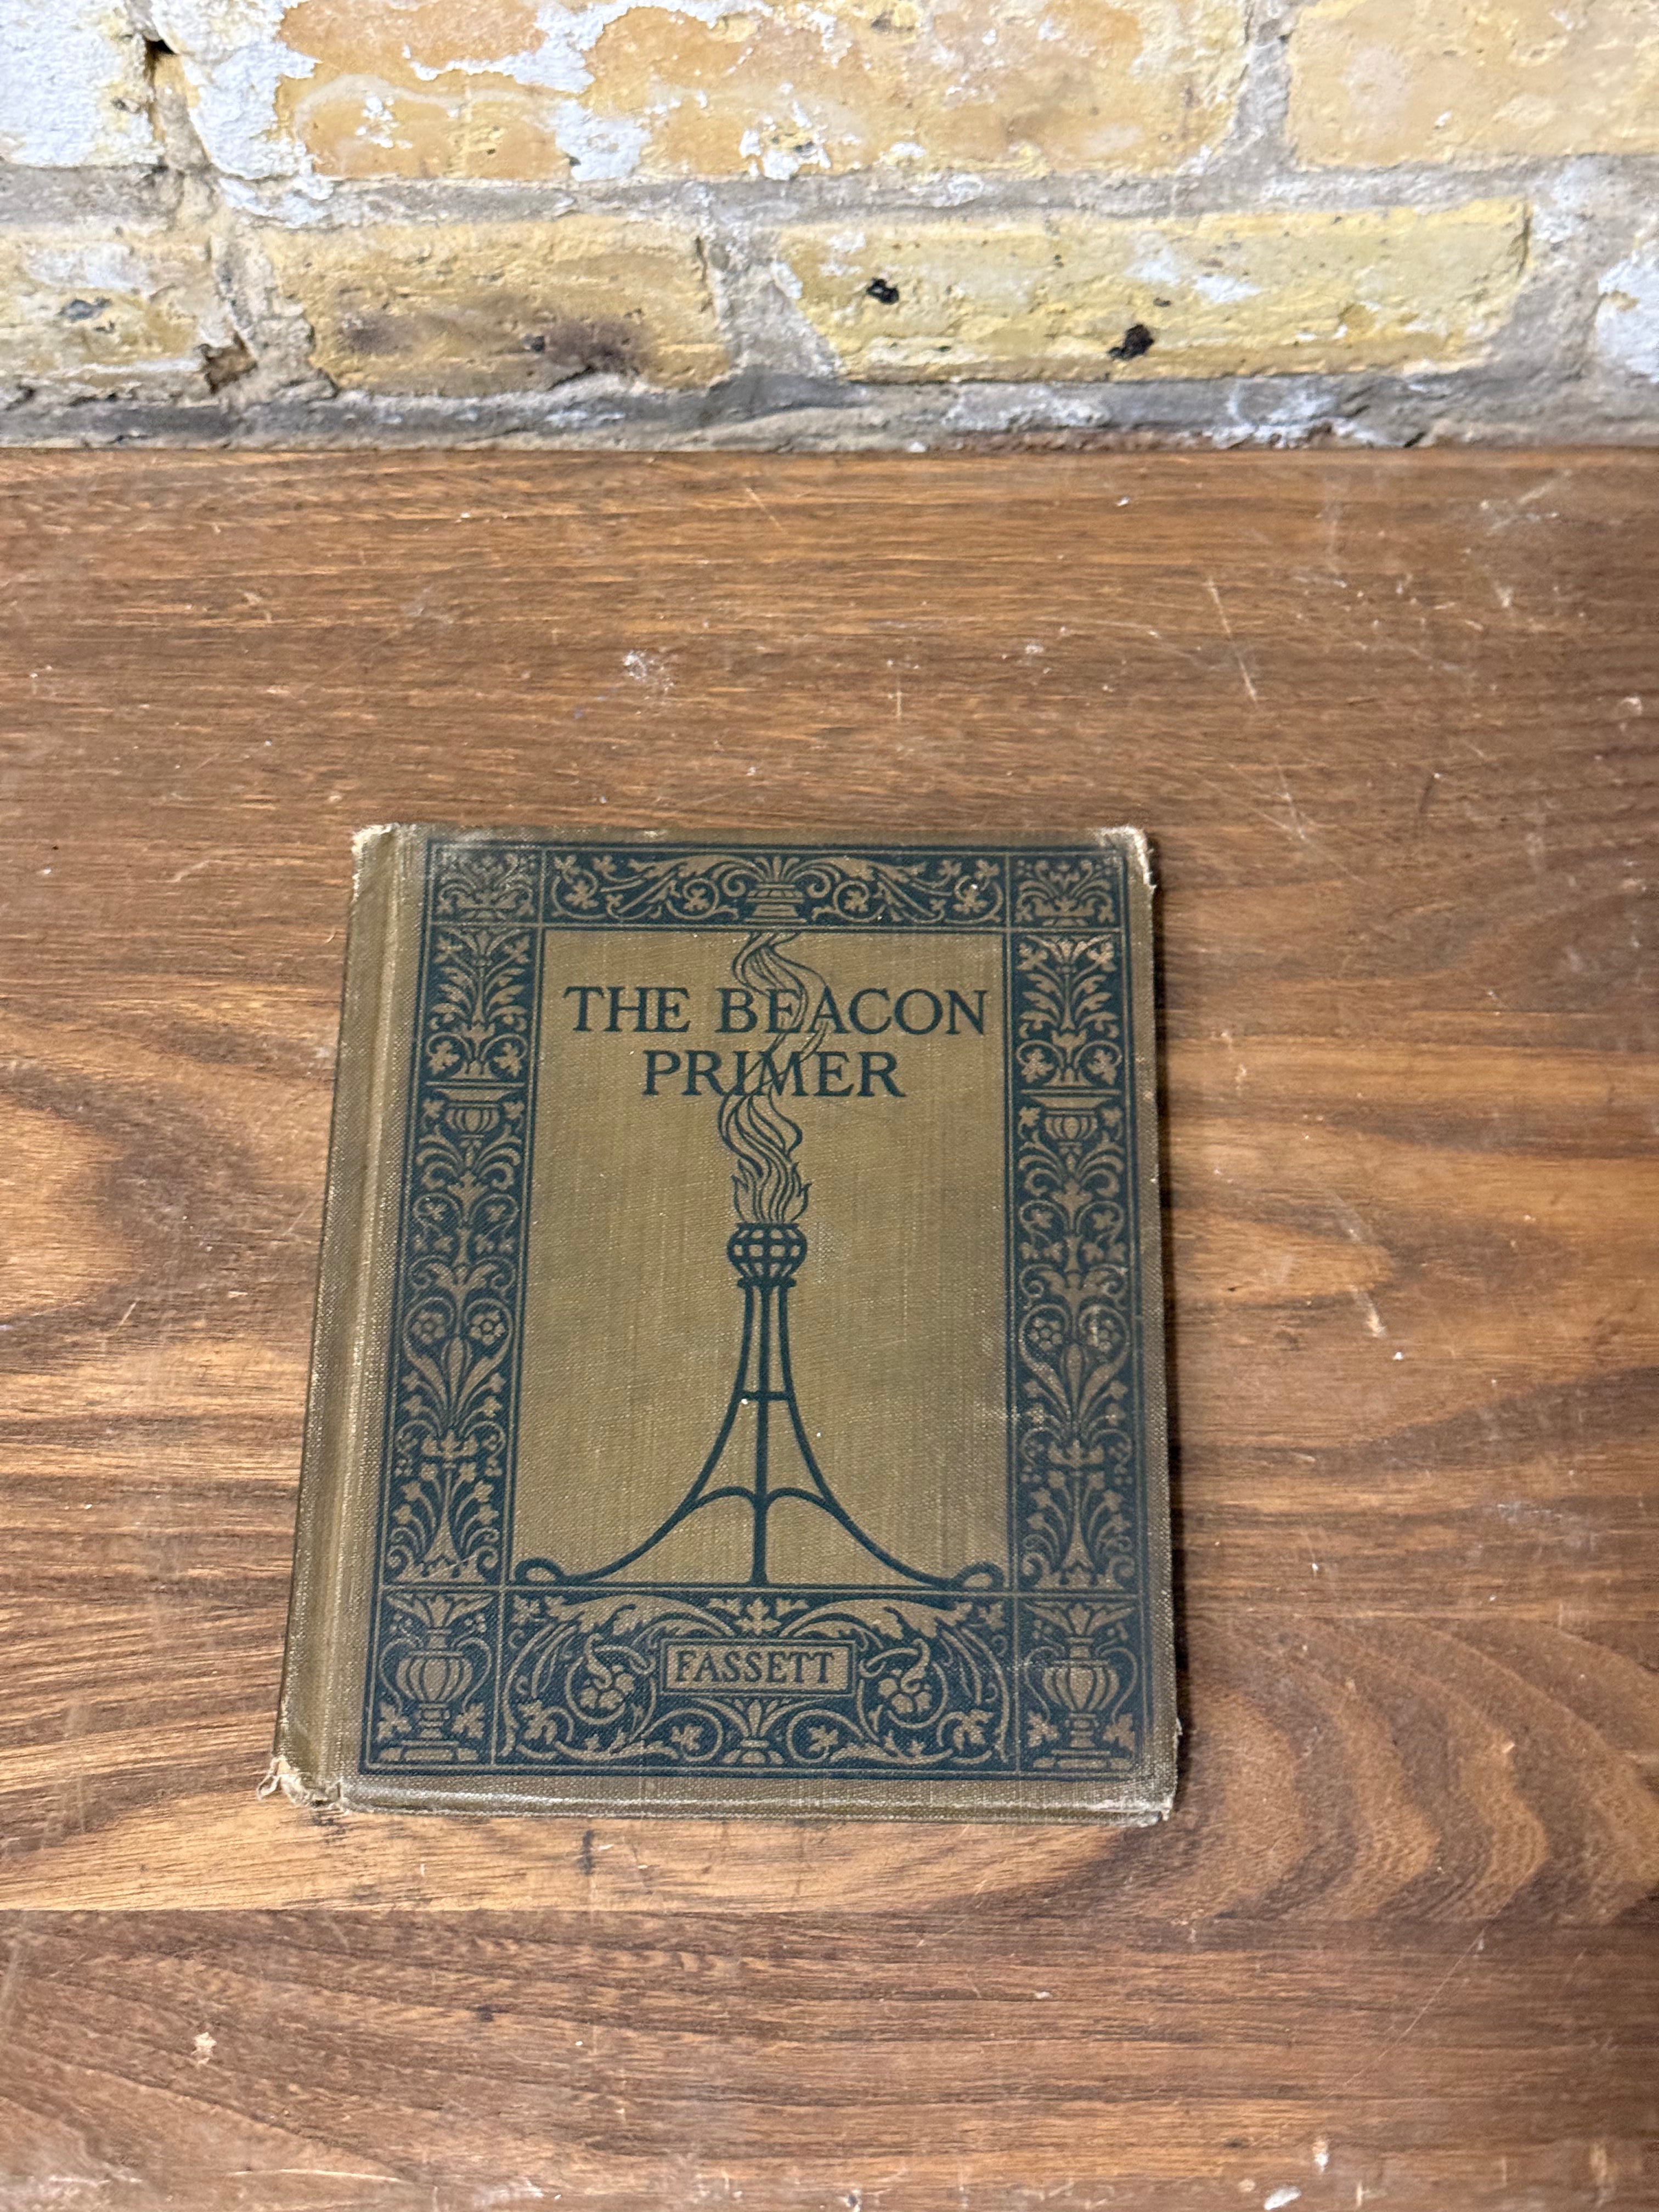 THE BEACON
PRIMER
FASSETT